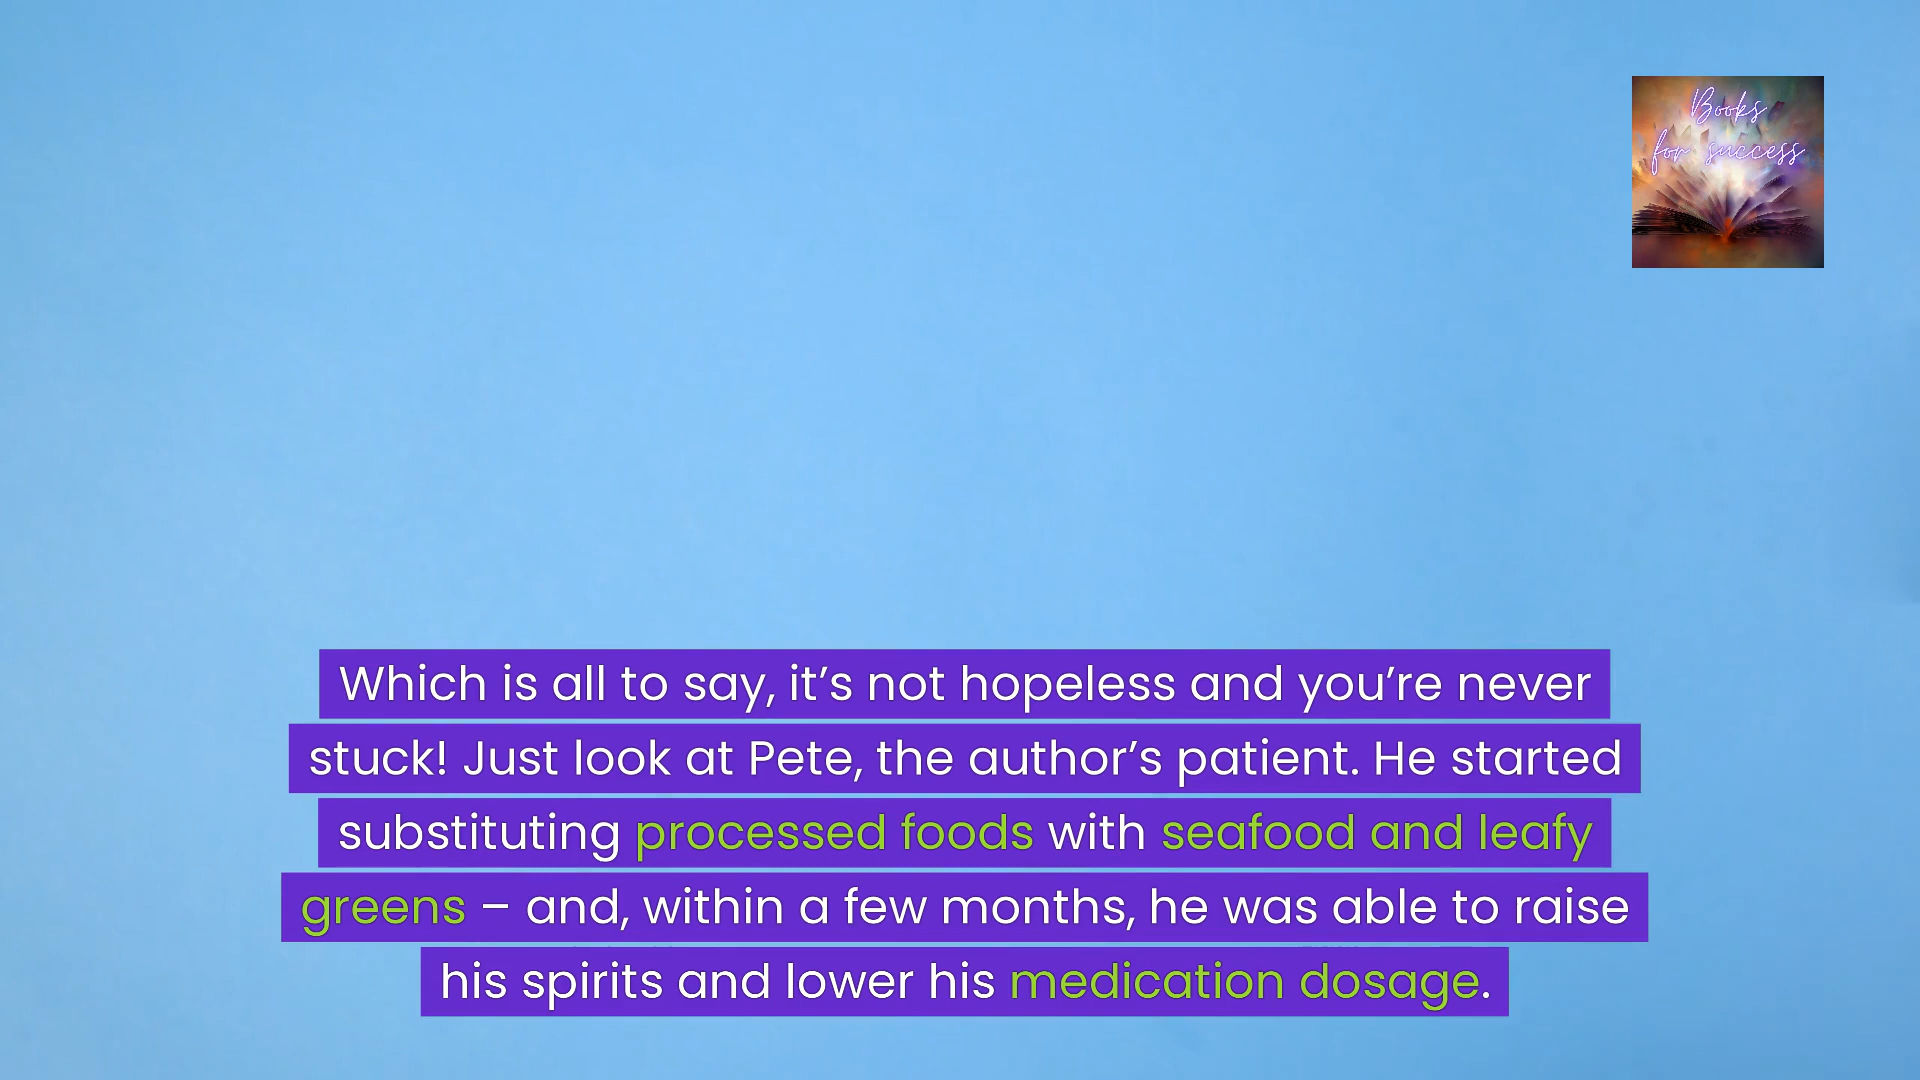 Books
for success
Which is all to say, it’s not hopeless and you’re never
stuck! Just look at Pete, the author’s patient. He started
substituting processed foods with seafood and leafy
greens – and, within a few months, he was able to raise
his spirits and lower his medication dosage.